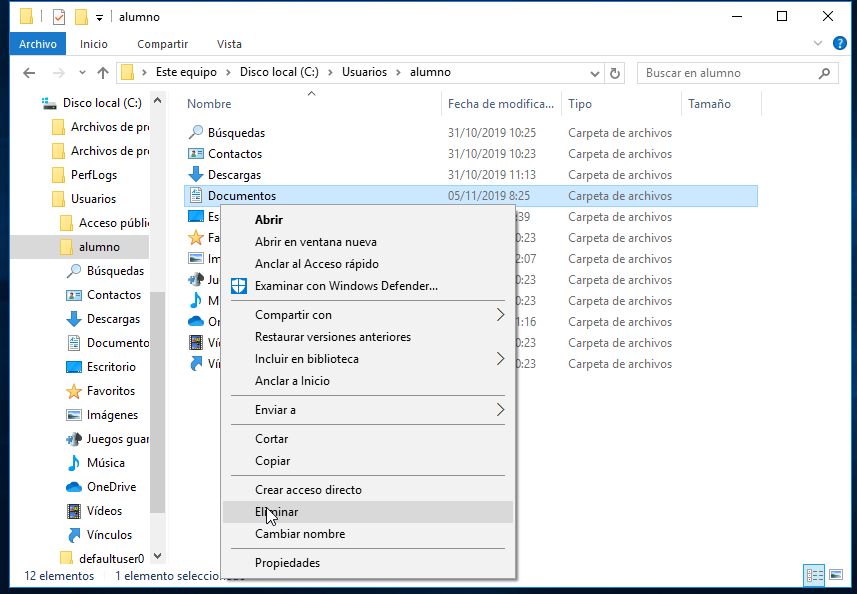 alumno
Archivo Inicio Compartir Vista
Este equipo Disco local (C:) Usuarios alumno
Buscar en alumno
Disco local (C:)
Archivos de pr
Archivos de pr
PerfLogs
Usuarios
Acceso públi
alumno
Búsquedas
Contactos
Descargas
Documento
Escritorio
Favoritos
Imágenes
Juegos guar
Música
OneDrive
Vídeos
Vínculos
defaultuser0
Nombre Fecha de modifica... Tipo Tamaño
Búsquedas 31/10/2019 10:25 Carpeta de archivos
Contactos 31/10/2019 10:23 Carpeta de archivos
Descargas 31/10/2019 11:13 Carpeta de archivos
Documentos 05/11/2019 8:25 Carpeta de archivos
Es :39 Carpeta de archivos
Fa 0:23 Carpeta de archivos
Im 2:07 Carpeta de archivos
Ju 0:23 Carpeta de archivos
M 0:23 Carpeta de archivos
On 1:16 Carpeta de archivos
Ví 0:23 Carpeta de archivos
Ví 0:23 Carpeta de archivos
Abrir
Abrir en ventana nueva
Anclar al Acceso rápido
Examinar con Windows Defender...
Compartir con
Restaurar versiones anteriores
Incluir en biblioteca
Anclar a Inicio
Enviar a
Cortar
Copiar
Crear acceso directo
Eliminar
Cambiar nombre
Propiedades
12 elementos 1 elemento seleccionado